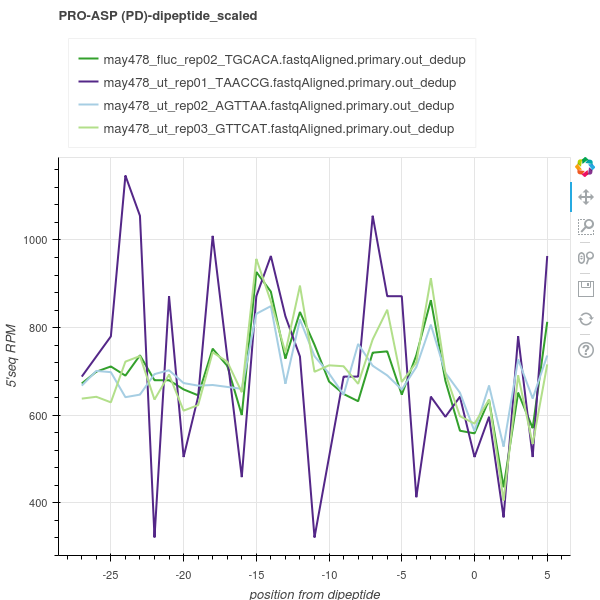 PRO-ASP (PD)-dipeptide_scaled
may478_fluc_rep02_TGCACA.fastqAligned.primary.out_dedup
may478_ut_rep01_TAACCG.fastqAligned.primary.out_dedup
may478_ut_rep02_AGTTAA.fastqAligned.primary.out_dedup
may478_ut_rep03_GTTCAT.fastqAligned.primary.out_dedup
1000
800
600
400
5'seq RPM
-25 -20 -15 -10 -5 0 5
position from dipeptide